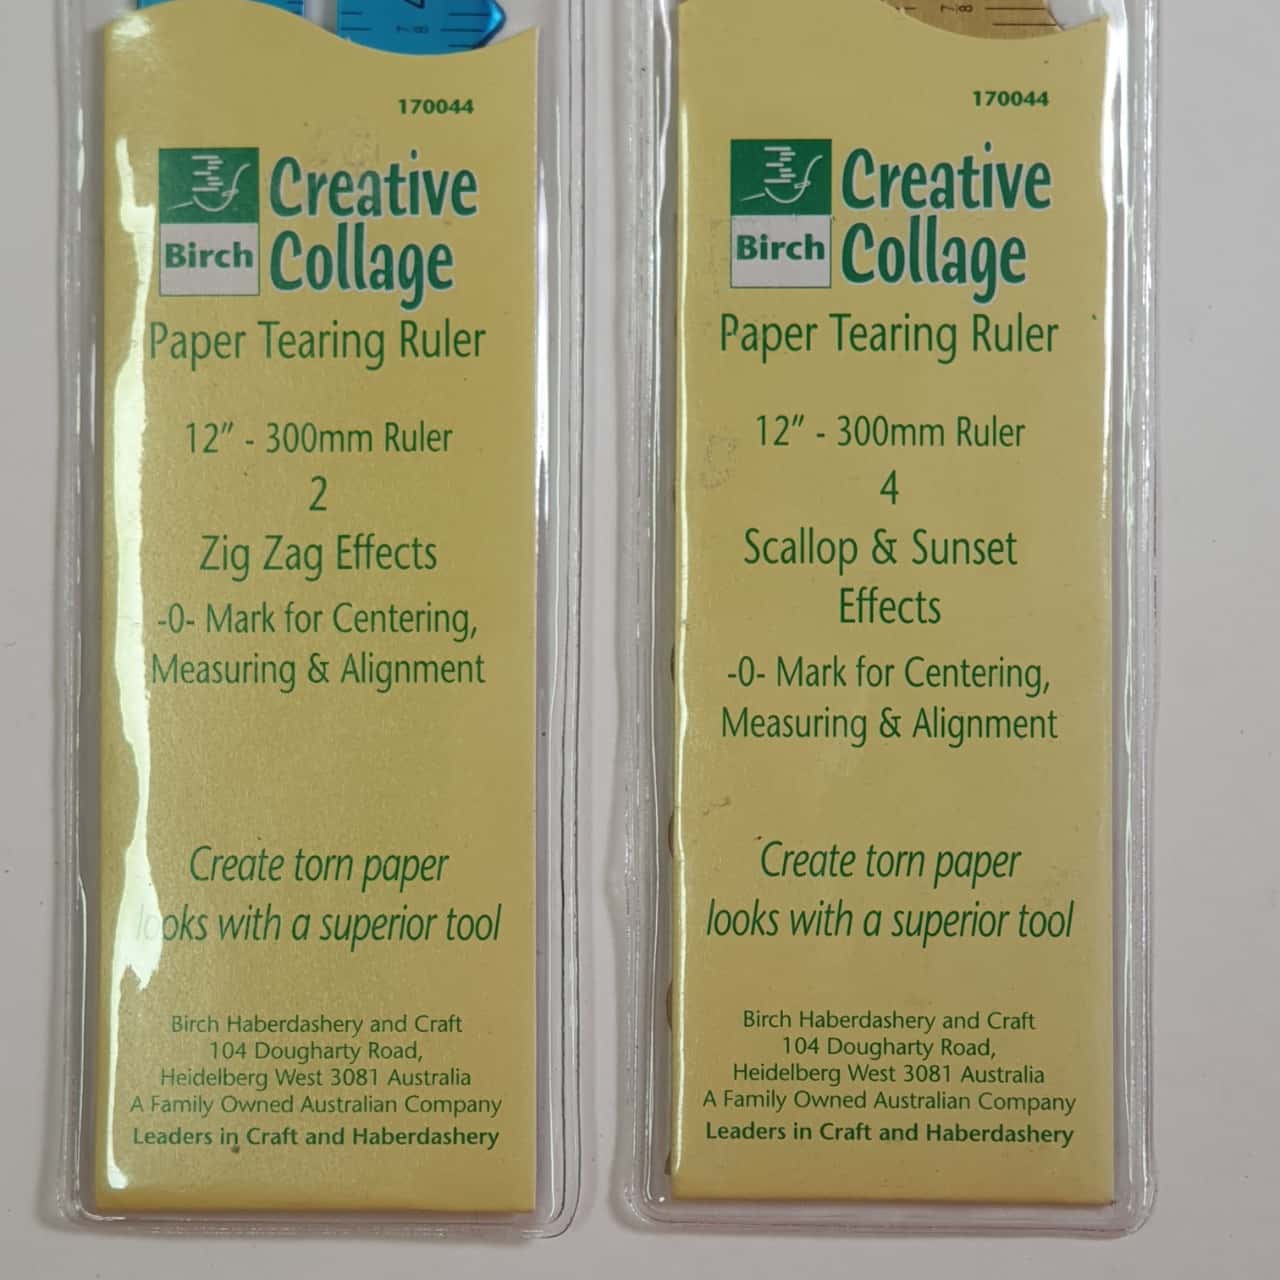 170044
Birch
Creative
Collage
Paper Tearing Ruler
12" - 300mm Ruler
2
Zig Zag Effects
-0- Mark for Centering,
Measuring & Alignment
Create torn paper
looks with a superior tool
Birch Haberdashery and Craft
104 Dougharty Road,
Heidelberg West 3081 Australia
A Family Owned Australian Company
Leaders in Craft and Haberdashery
7
8
170044
Birch
Creative
Collage
Paper Tearing Ruler
12" - 300mm Ruler
4
Scallop & Sunset
Effects
-0- Mark for Centering,
Measuring & Alignment
Create torn paper
looks with a superior tool
Birch Haberdashery and Craft
104 Dougharty Road,
Heidelberg West 3081 Australia
A Family Owned Australian Company
Leaders in Craft and Haberdashery
7
8